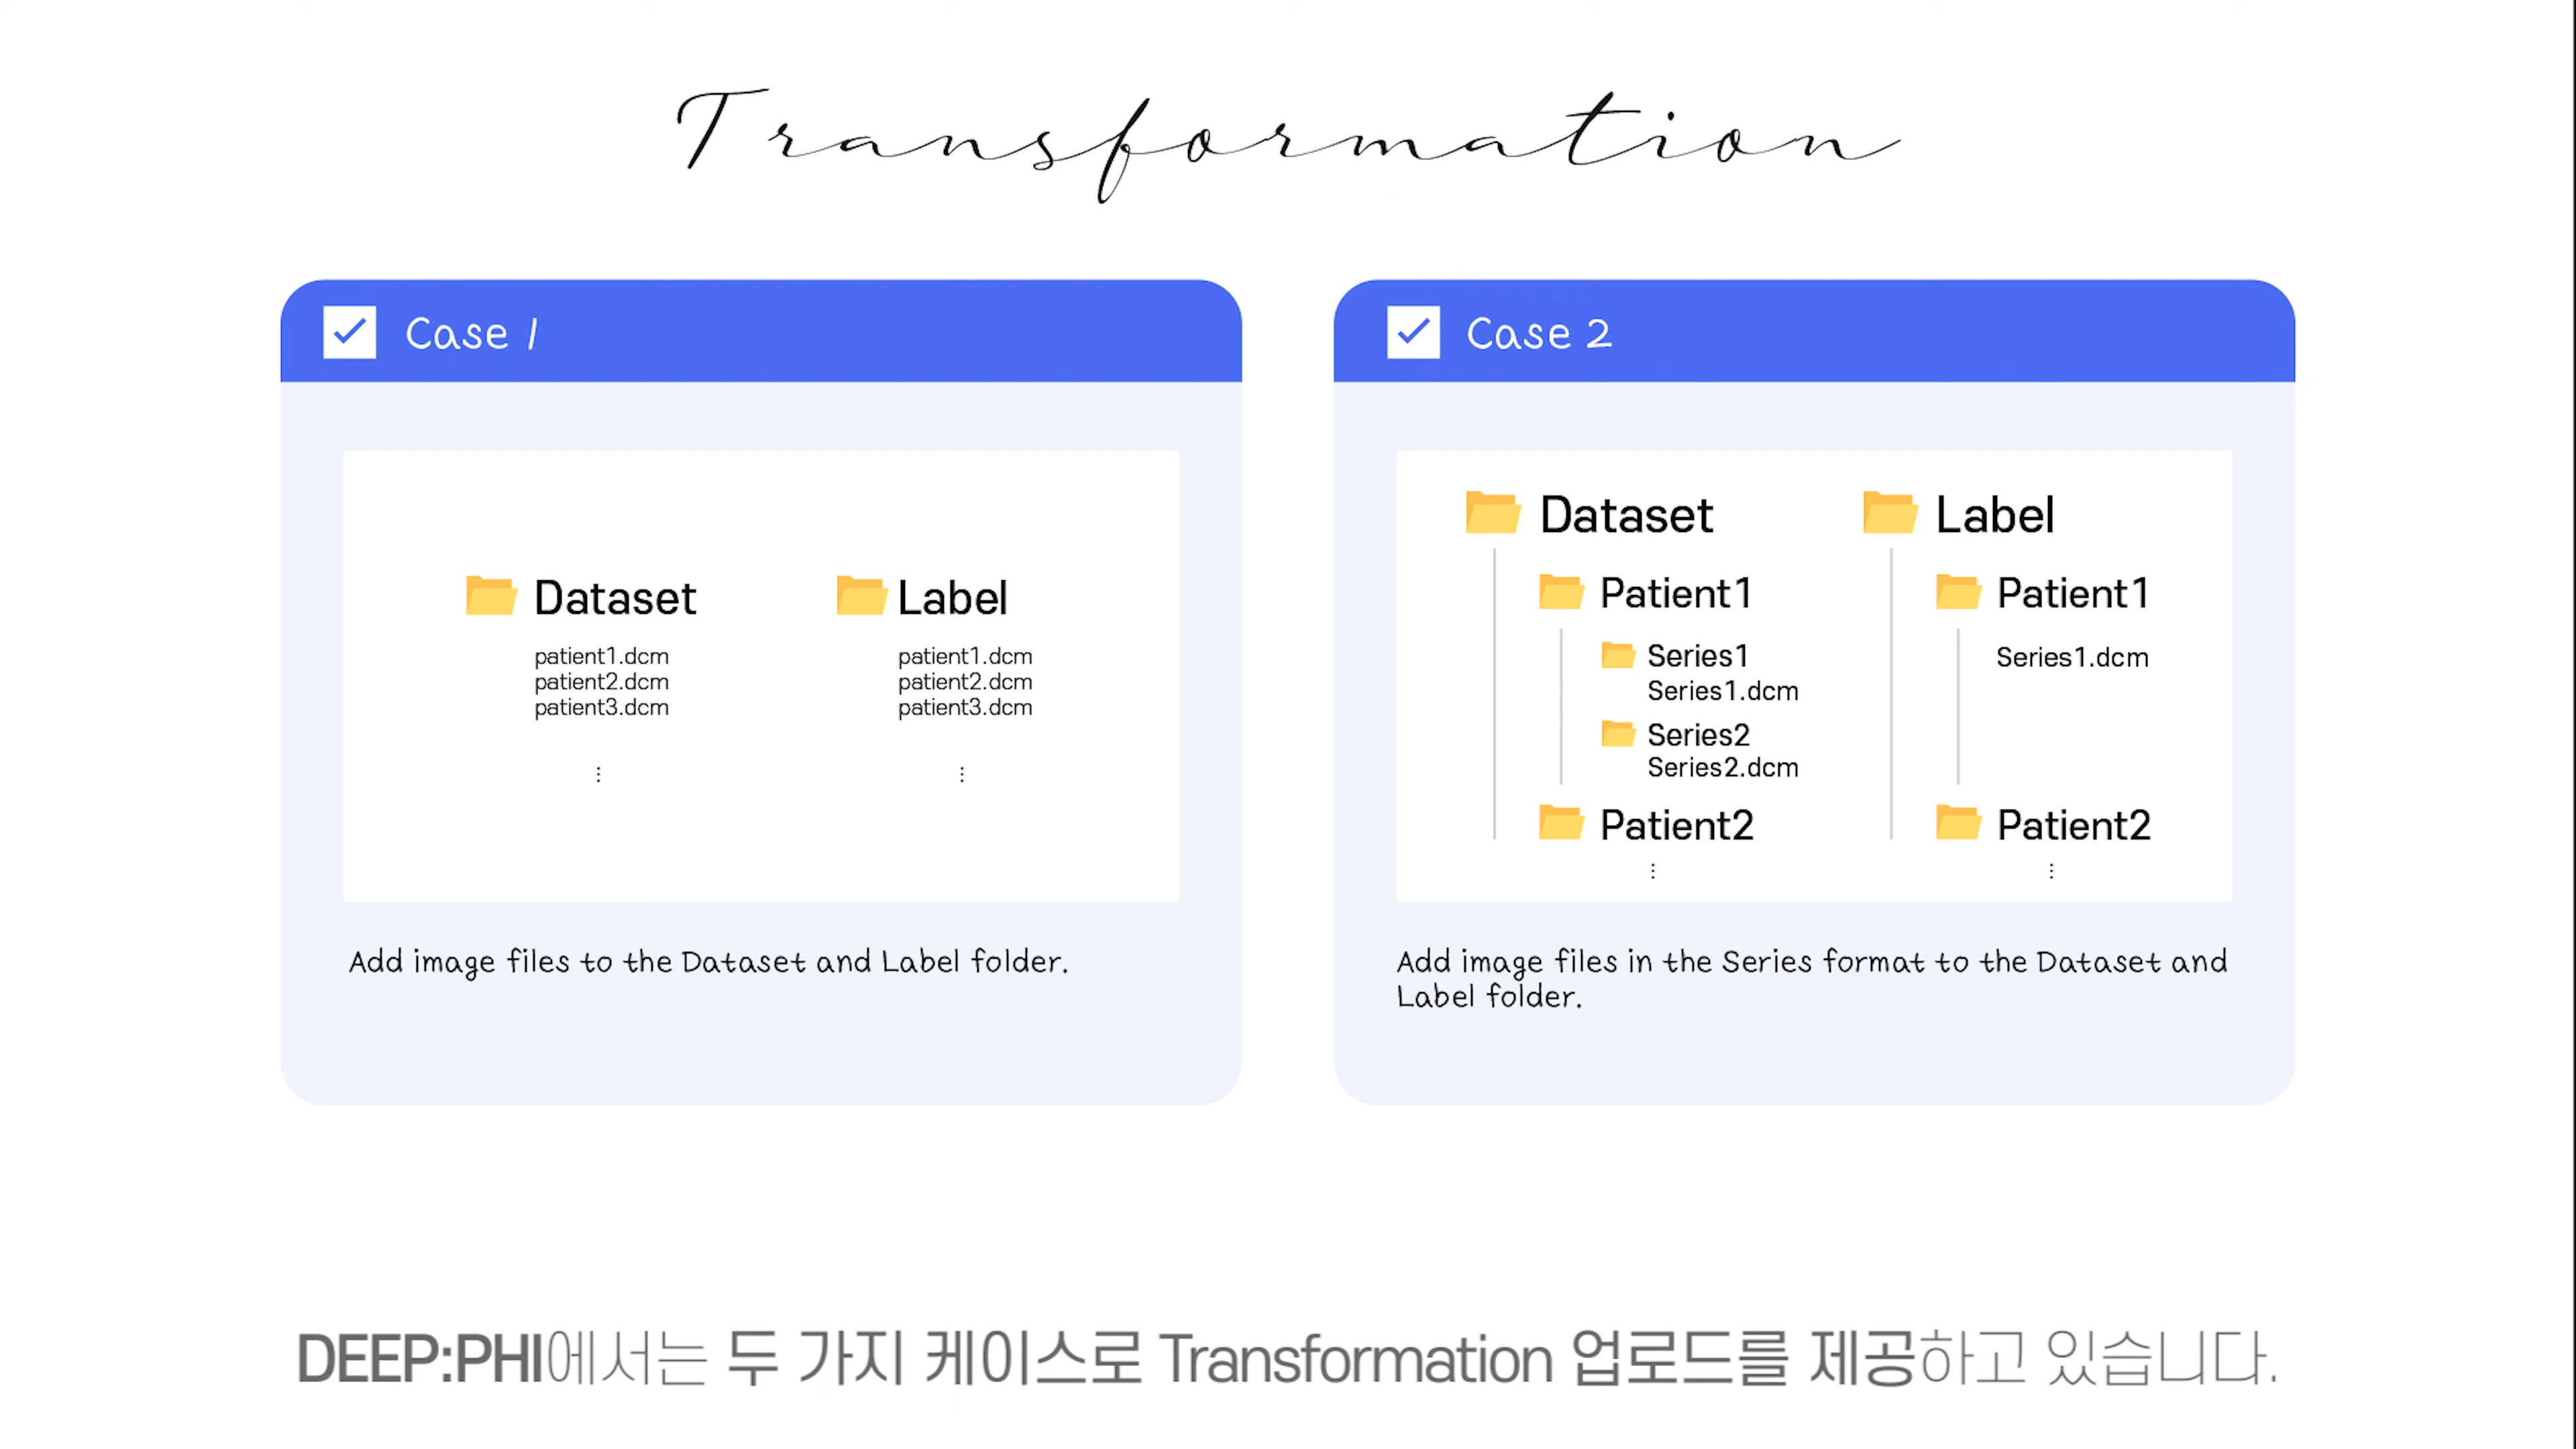 Transformation
Case 1
Dataset
patient1.dcm
patient2.dcm
patient3.dcm
⋮
Label
patient1.dcm
patient2.dcm
patient3.dcm
⋮
Add image files to the Dataset and Label folder.
Case 2
Dataset
Patient1
Series1
Series1.dcm
Series2
Series2.dcm
Patient2
⋮
Label
Patient1
Series1.dcm
Patient2
⋮
Add image files in the Series format to the Dataset and
Label folder.
DEEP:PHI에서는 두 가지 케이스로 Transformation 업로드를 제공하고 있습니다.